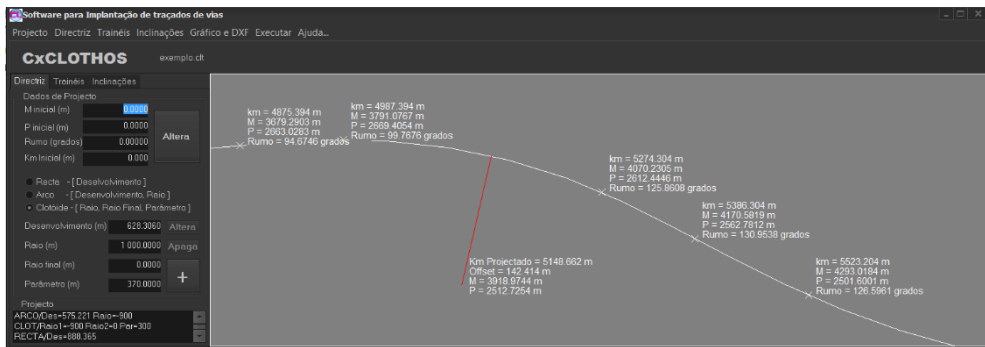 Software para Implantação de traçados de vias
Projecto Directriz Trainéis Inclinações Gráfico e DXF Executar Ajuda...
CxCLOTHOS exemplo.clt
Directriz Trainéis Inclinações
Dados de Projecto
M inicial (m) 0.0000
P inicial (m) 0.0000
Rumo (grados) 0.00000
Km Inicial (m) 0.000
Altera
Recta - [ Desolvimento ]
Arco - [ Desenvolvimento, Raio ]
Clotoide - [ Raio, Raio Final, Parâmetro ]
Desenvolvimento (m) 628.3060 Altera
Raio (m) 1 000.0000 Apaga
Raio final (m) 0.0000
Parâmetro (m) 370.0000
+
Projecto
ARCO/Des=575.221 Raio=-900
CLOT/Raio1=-900 Raio2=0 Par=300
RECTA/Des=888.365
km = 4875.394 m
M = 3679.2903 m
P = 2663.0283 m
Rumo = 94.6746 grados
km = 4987.394 m
M = 3791.0767 m
P = 2669.4054 m
Rumo = 99.7676 grados
km = 5274.304 m
M = 4070.2305 m
P = 2612.4446 m
Rumo = 125.8608 grados
km = 5386.304 m
M = 4170.5819 m
P = 2562.7812 m
Rumo = 130.9538 grados
Km Projectado = 5148.662 m
Offset = 142.414 m
M = 3918.9744 m
P = 2512.7254 m
km = 5523.204 m
M = 4293.0184 m
P = 2501.6001 m
Rumo = 126.5961 grados